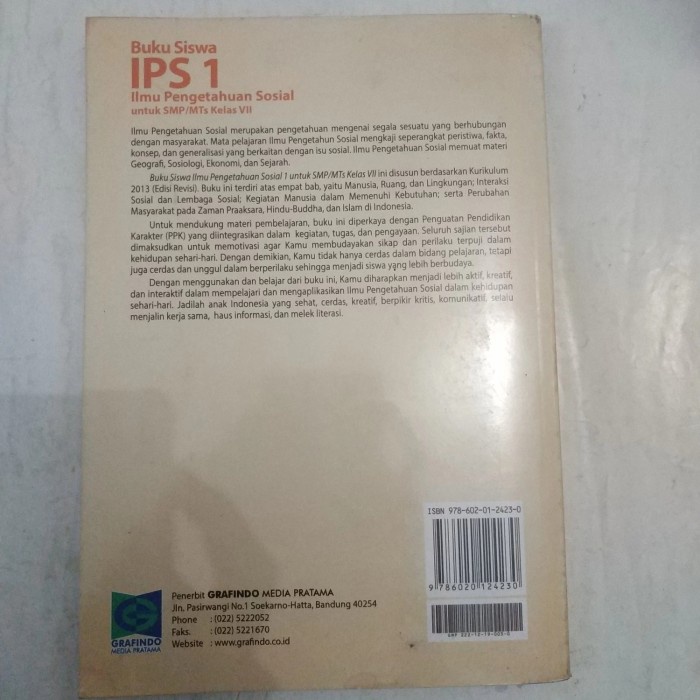 Buku Siswa
IPS 1
Ilmu Pengetahuan Sosial
untuk SMP/MTs Kelas VII
Ilmu Pengetahuan Sosial merupakan pengetahuan mengenai segala sesuatu yang berhubungan
dengan masyarakat. Mata pelajaran Ilmu Pengetahun Sosial mengkaji seperangkat peristiwa, fakta,
konsep, dan generalisasi yang berkaitan dengan isu sosial. Ilmu Pengetahuan Sosial memuat materi
Geografi, Sosiologi, Ekonomi, dan Sejarah.
Buku Siswa Ilmu Pengetahuan Sosial 1 untuk SMP/MTs Kelas VII ini disusun berdasarkan Kurikulum
2013 (Edisi Revisi). Buku ini terdiri atas empat bab, yaitu Manusia, Ruang, dan Lingkungan; Interaksi
Sosial dan Lembaga Sosial; Kegiatan Manusia dalam Memenuhi Kebutuhan; serta Perubahan
Masyarakat pada Zaman Praaksara, Hindu-Buddha, dan Islam di Indonesia.
Untuk mendukung materi pembelajaran, buku ini diperkaya dengan Penguatan Pendidikan
Karakter (PPK) yang diintegrasikan dalam kegiatan, tugas, dan pengayaan. Seluruh sajian tersebut
dimaksudkan untuk memotivasi agar Kamu membudayakan sikap dan perilaku terpuji dalam
kehidupan sehari-hari. Dengan demikian, Kamu tidak hanya cerdas dalam bidang pelajaran, tetapi
juga cerdas dan unggul dalam berperilaku sehingga menjadi siswa yang lebih berbudaya.
Dengan menggunakan dan belajar dari buku ini, Kamu diharapkan menjadi lebih aktif, kreatif,
dan interaktif dalam mempelajari dan mengaplikasikan Ilmu Pengetahuan Sosial dalam kehidupan
sehari-hari. Jadilah anak Indonesia yang sehat, cerdas, kreatif, berpikir kritis, komunikatif, selalu
menjalin kerja sama, haus informasi, dan melek literasi.
ISBN 978-602-01-2423-0
9 786020 124230
GRAFINDO
MEDIA PRATAMA
Penerbit GRAFINDO MEDIA PRATAMA
Jln. Pasirwangi No.1 Soekarno-Hatta, Bandung 40254
Phone : (022) 5222052
Faks. : (022) 5221670
Website : www.grafindo.co.id